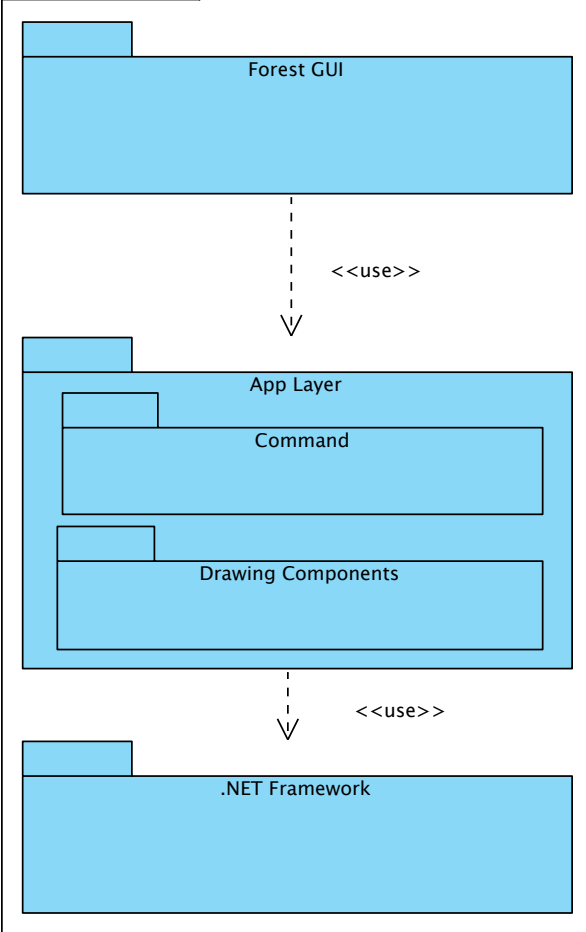 Forest GUI
<<use>>
App Layer
Command
Drawing Components
<<use>>
.NET Framework